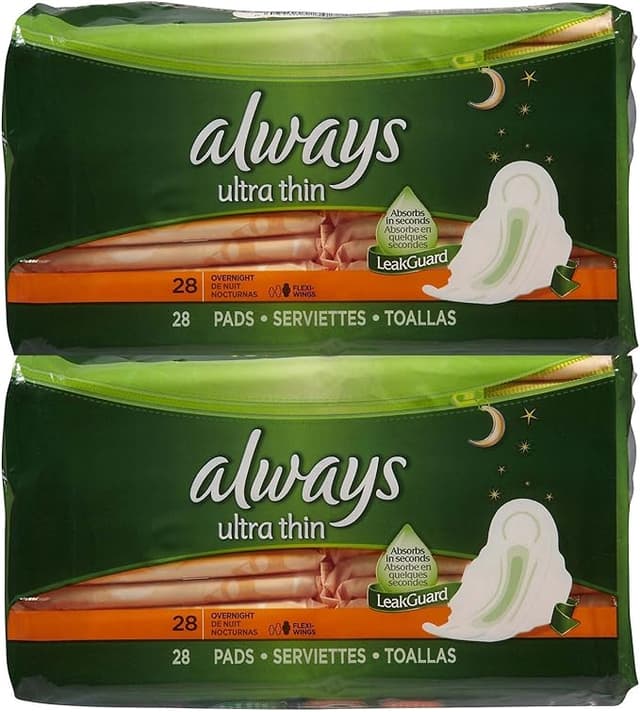 always
ultra thin
Absorbs
in seconds
Absorbe en
quelques
secondes
LeakGuard
28
OVERNIGHT
DE NUIT
NOCTURNAS
FLEXI-
WINGS
28 PADS • SERVIETTES • TOALLAS
always
ultra thin
Absorbs
in seconds
Absorbe en
quelques
secondes
LeakGuard
28
OVERNIGHT
DE NUIT
NOCTURNAS
FLEXI-
WINGS
28 PADS • SERVIETTES • TOALLAS